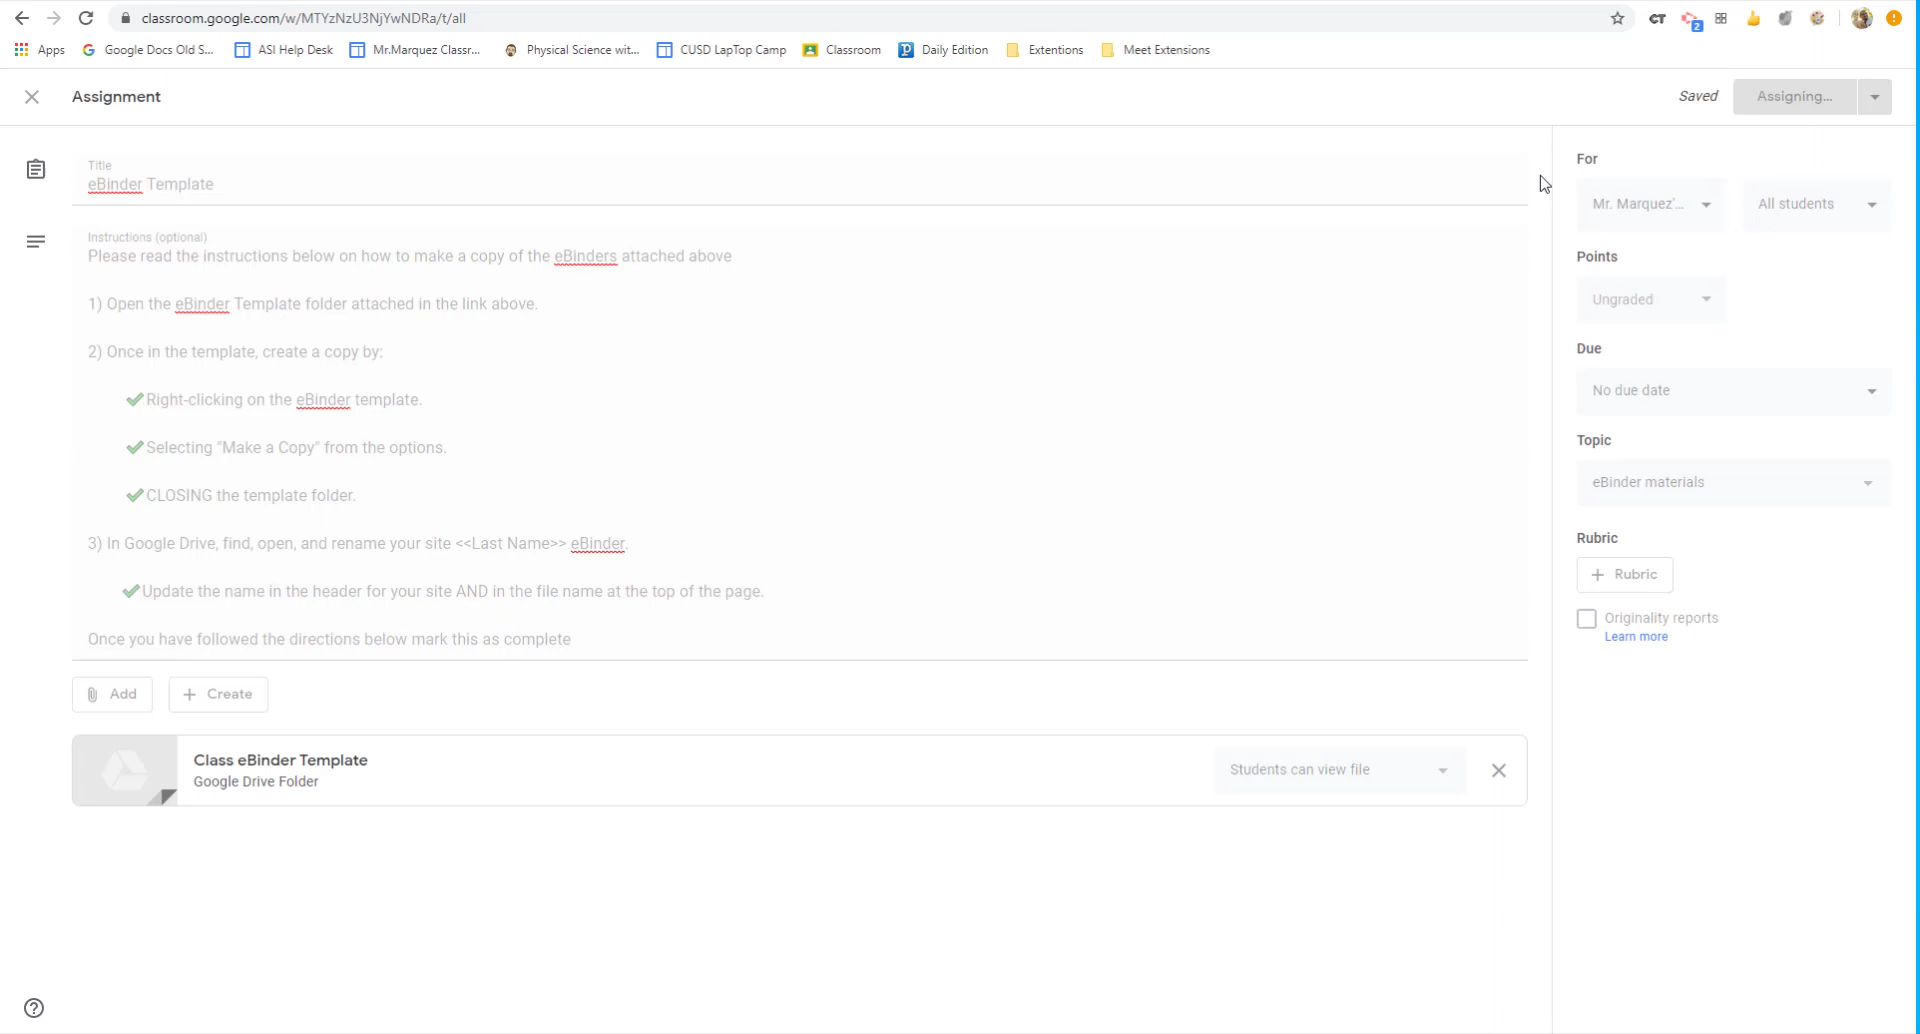 classroom.google.com/w/MTYzNzU3NjYwNDRa/t/all
CT
2
Apps
Google Docs Old S...
ASI Help Desk
Mr.Marquez Classr...
Physical Science wit...
CUSD LapTop Camp
Classroom
Daily Edition
Extentions
Meet Extensions
Assignment
Saved
Assigning...
Title
eBinder Template
Instructions (optional)
Please read the instructions below on how to make a copy of the eBinders attached above
1) Open the eBinder Template folder attached in the link above.
2) Once in the template, create a copy by:
✔Right-clicking on the eBinder template.
✔Selecting "Make a Copy" from the options.
✔CLOSING the template folder.
3) In Google Drive, find, open, and rename your site <<Last Name>> eBinder.
✔Update the name in the header for your site AND in the file name at the top of the page.
Once you have followed the directions below mark this as complete
Add
+ Create
Class eBinder Template
Google Drive Folder
Students can view file
For
Mr. Marquez'...
All students
Points
Ungraded
Due
No due date
Topic
eBinder materials
Rubric
+ Rubric
Originality reports
Learn more